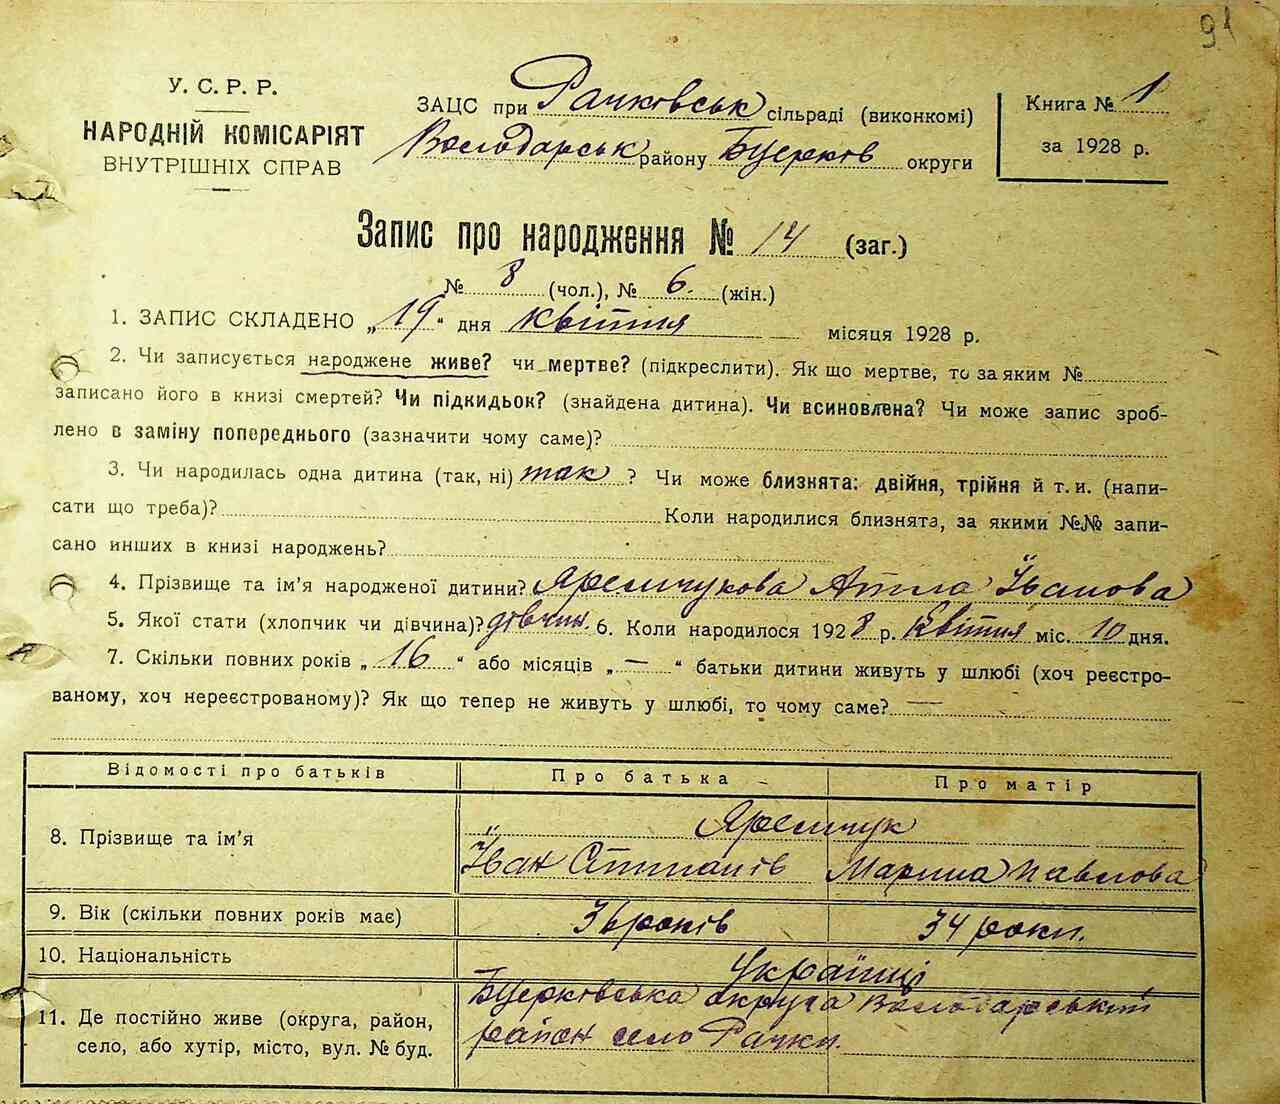 91
У. С. Р. Р.
НАРОДНІЙ КОМІСАРІЯТ
ВНУТРІШНІХ СПРАВ
ЗАЦС при Рачковськ сільраді (виконкомі)
Володарськ району Бцерков округи
Книга № 1
за 1928 р.
Запис про народження № 14 (заг.)
№ 8 (чол.), № 6. (жін.)
1. ЗАПИС СКЛАДЕНО „19" дня квітня місяця 1928 р.
2. Чи записується народжене живе? чи мертве? (підкреслити). Як що мертве, то за яким №
записано його в книзі смертей? Чи підкидьок? (знайдена дитина). Чи всиновлена? Чи може запис зроб-
лено в заміну попереднього (зазначити чому саме)?
3. Чи народилась одна дитина (так, ні) так ? Чи може близнята: двійня, трійня й т. и. (напи-
сати що треба)? Коли народилися близнята, за якими №№ запи-
сано инших в книзі народжень?
4. Прізвище та ім'я народженої дитини? Яремчукова Іванова
5. Якої стати (хлопчик чи дівчина)? дівчин. 6. Коли народилося 1928 р. Квітня міс. 10 дня.
7. Скільки повних років „16" або місяців „—" батьки дитини живуть у шлюбі (хоч реєстро-
ваному, хоч нереєстрованому)? Як що тепер не живуть у шлюбі, то чому саме? —
Відомості про батьків Про батька Про матір
8. Прізвище та ім'я Яремчук
Іван Марина Павлова
9. Вік (скільки повних років має) 36 років 34 роки.
10. Національність Українці
11. Де постійно живе (округа, район, Бцерковська округа Володарський
село, або хутір, місто, вул. № буд. район село Рачки.